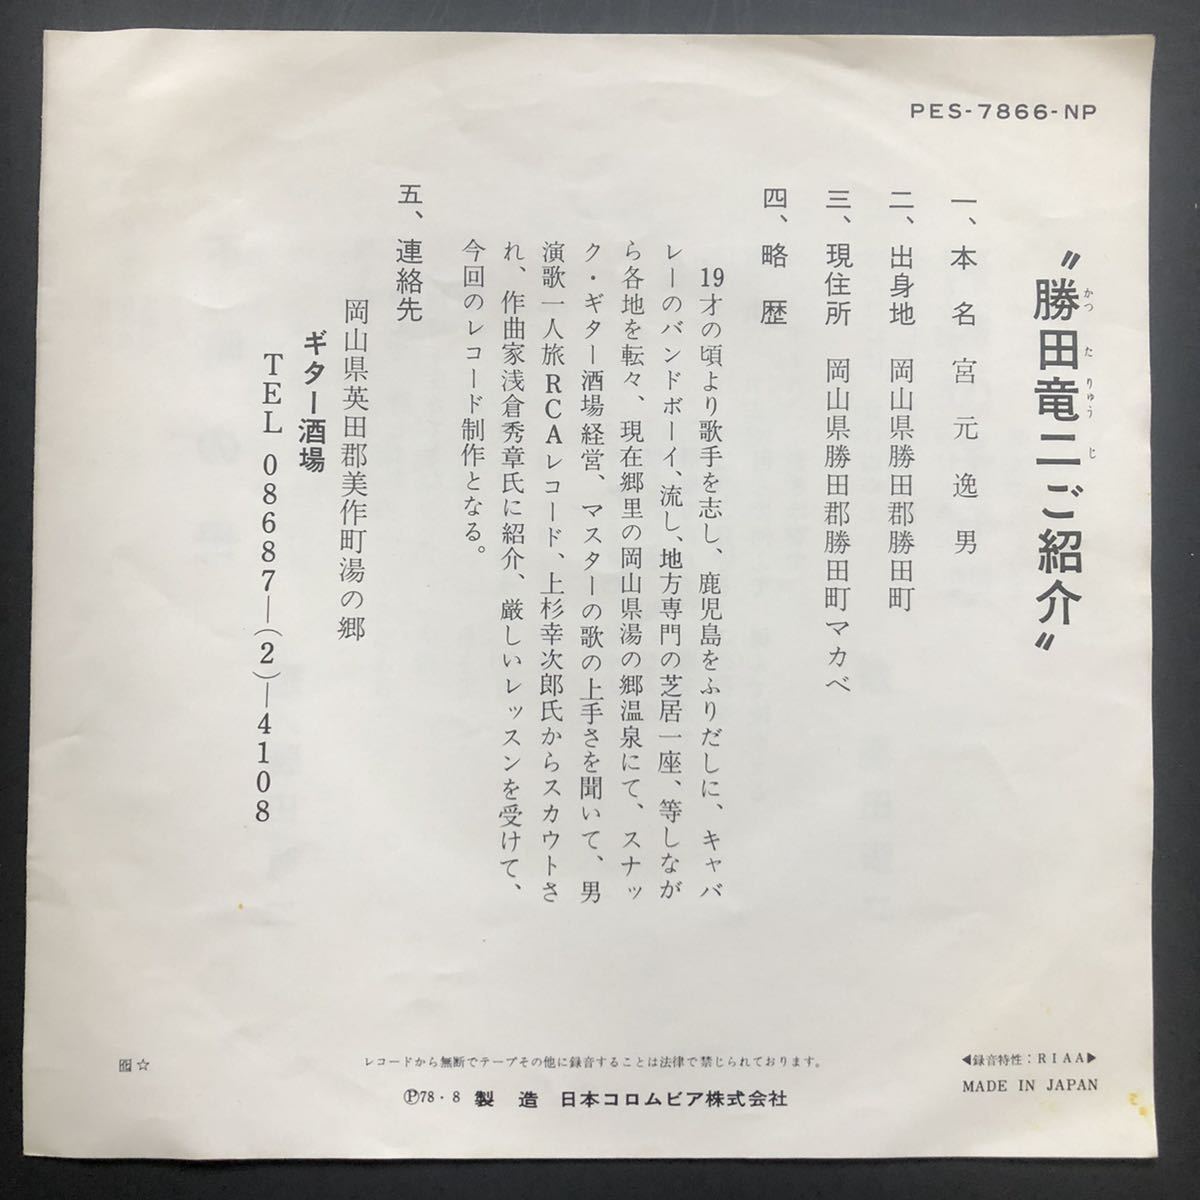 PES-7866-NP
〝勝田竜二ご紹介〟
かつ た りゅう じ
一、本名 宮元逸男
二、出身地 岡山県勝田郡勝田町
三、現住所 岡山県勝田郡勝田町マカベ
四、略歴
19才の頃より歌手を志し、鹿児島をふりだしに、キャバ
レーのバンドボーイ、流し、地方専門の芝居一座、等しなが
ら各地を転々、現在郷里の岡山県湯の郷温泉にて、スナッ
ク・ギター酒場経営、マスターの歌の上手さを聞いて、男
演歌一人旅RCAレコード、上杉幸次郎氏からスカウトさ
れ、作曲家浅倉秀章氏に紹介、厳しいレッスンを受けて、
今回のレコード制作となる。
五、連絡先
岡山県英田郡美作町湯の郷
ギター酒場
TEL 08687―(2)―4108
レコードから無断でテープその他に録音することは法律で禁じられております。
Ⓟ78・8 製造 日本コロムビア株式会社
◀録音特性：RIAA▶
MADE IN JAPAN